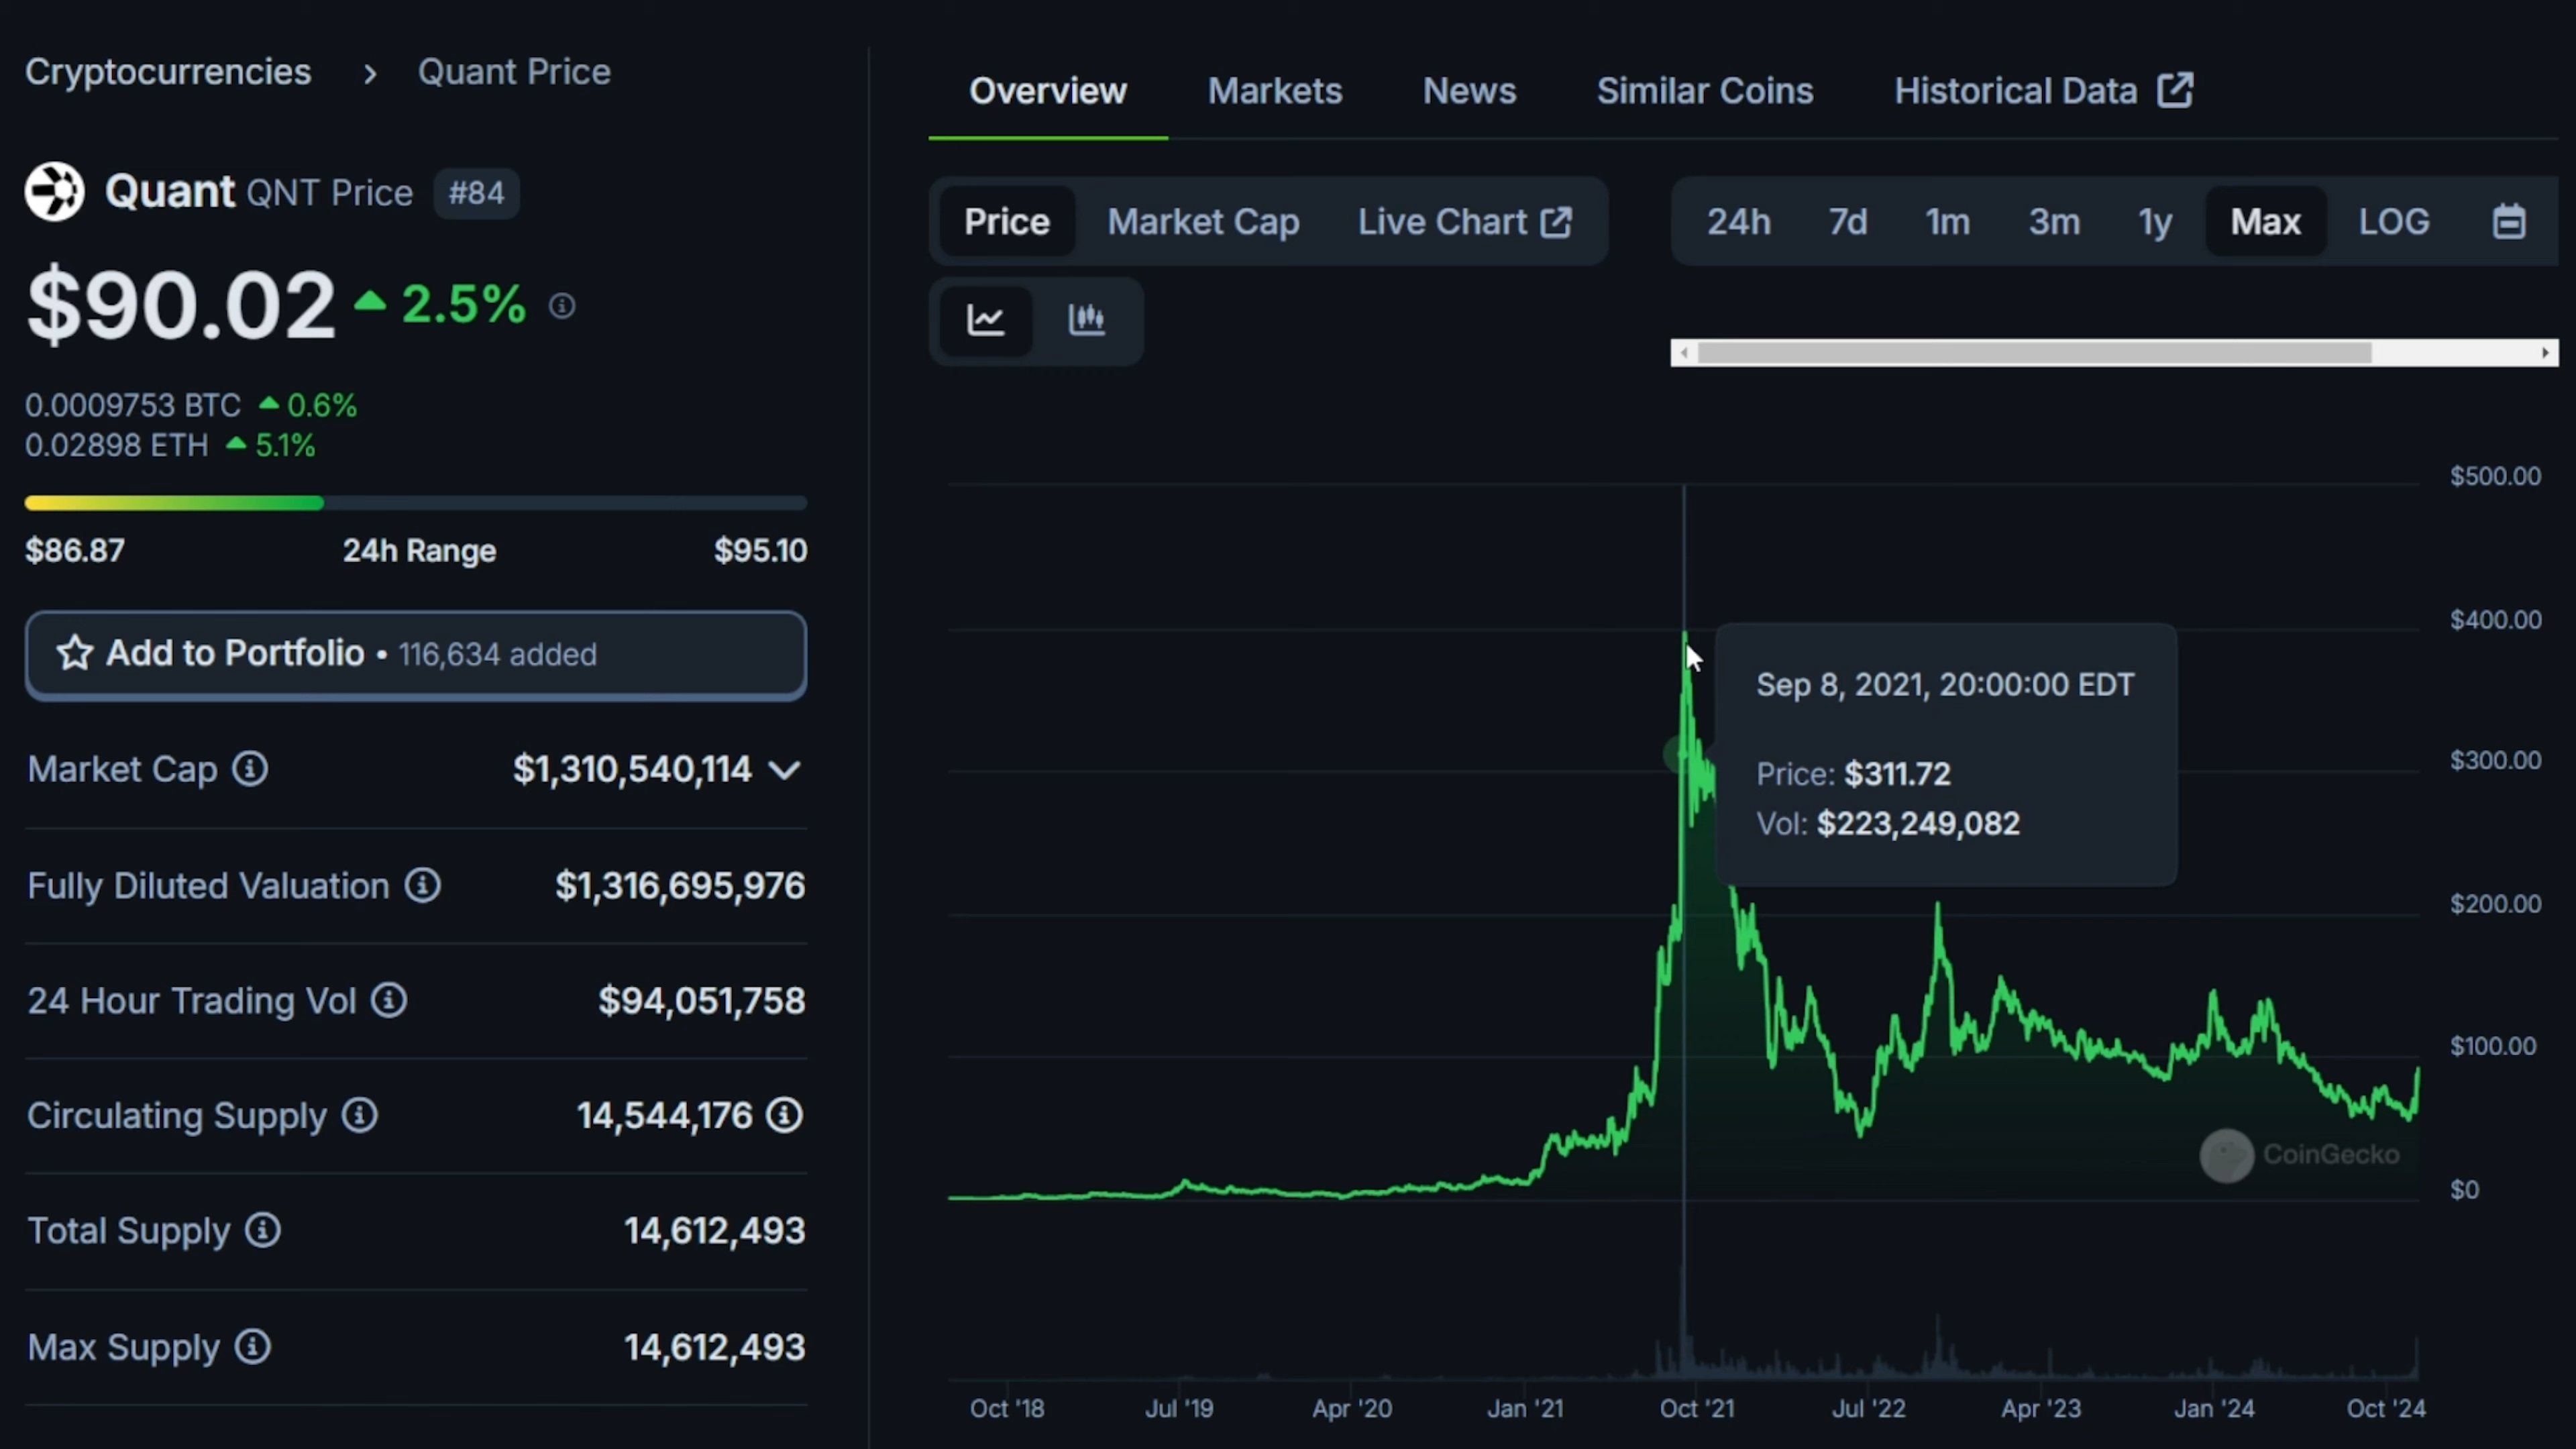 Cryptocurrencies > Quant Price
Quant QNT Price #84
$90.02 2.5%
0.0009753 BTC 0.6%
0.02898 ETH 5.1%
$86.87 24h Range $95.10
Add to Portfolio • 116,634 added
Market Cap $1,310,540,114
Fully Diluted Valuation $1,316,695,976
24 Hour Trading Vol $94,051,758
Circulating Supply 14,544,176
Total Supply 14,612,493
Max Supply 14,612,493
Overview Markets News Similar Coins Historical Data
Price Market Cap Live Chart
24h 7d 1m 3m 1y Max LOG
$500.00
$400.00
$300.00
$200.00
$100.00
$0
Sep 8, 2021, 20:00:00 EDT
Price: $311.72
Vol: $223,249,082
CoinGecko
Oct '18 Jul '19 Apr '20 Jan '21 Oct '21 Jul '22 Apr '23 Jan '24 Oct '24